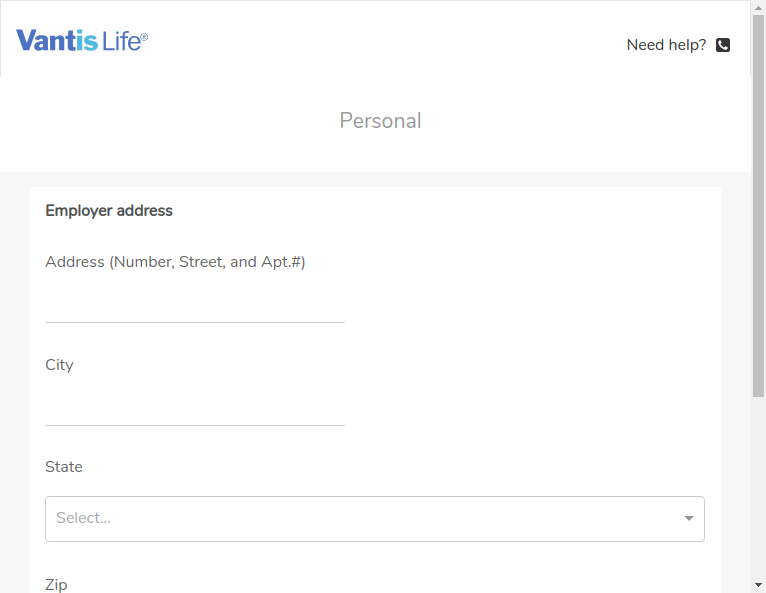 Vantis Life®
Need help?
Personal
Employer address
Address (Number, Street, and Apt.#)
City
State
Select...
Zip